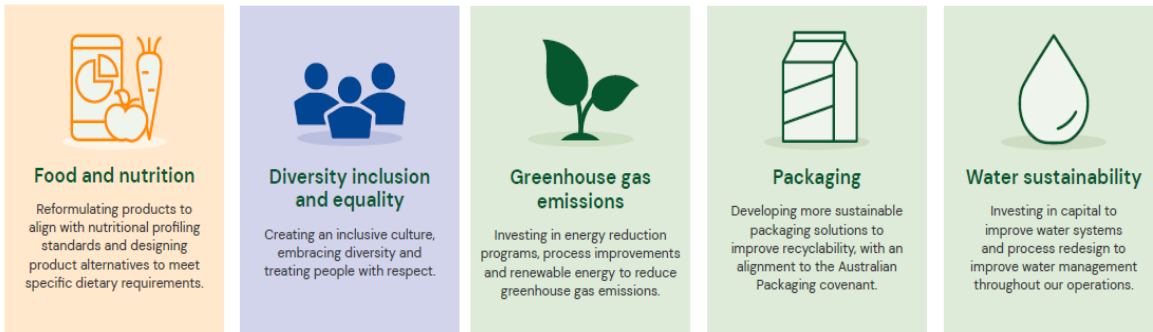 Food and nutrition
Reformulating products to
align with nutritional profiling
standards and designing
product alternatives to meet
specific dietary requirements.
Diversity inclusion
and equality
Creating an inclusive culture,
embracing diversity and
treating people with respect.
Greenhouse gas
emissions
Investing in energy reduction
programs, process improvements
and renewable energy to reduce
greenhouse gas emissions.
Packaging
Developing more sustainable
packaging solutions to
improve recyclability, with an
alignment to the Australian
Packaging covenant.
Water sustainability
Investing in capital to
improve water systems
and process redesign to
improve water management
throughout our operations.